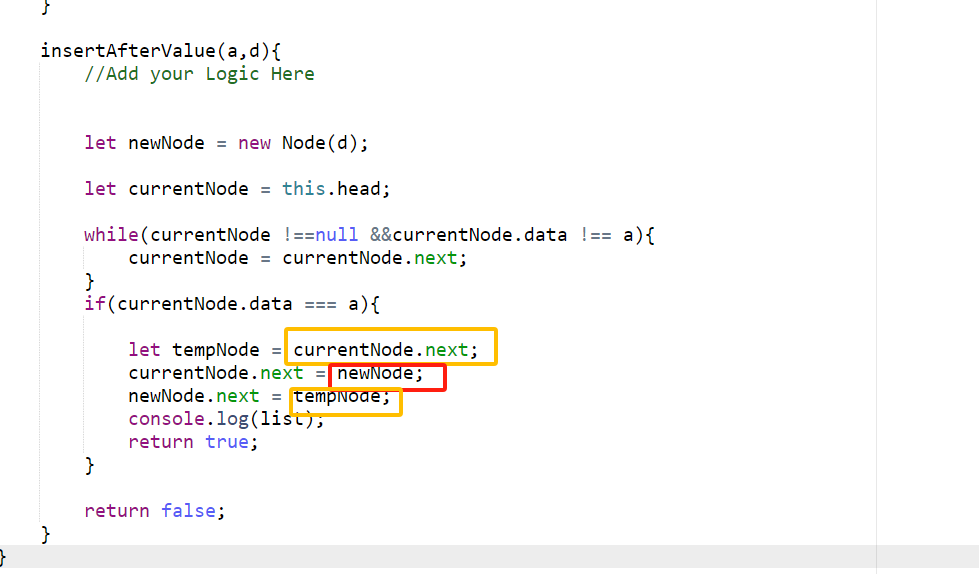 }
insertAfterValue(a,d){
//Add your Logic Here
let newNode = new Node(d);
let currentNode = this.head;
while(currentNode !==null &&currentNode.data !== a){
currentNode = currentNode.next;
}
if(currentNode.data === a){
let tempNode = currentNode.next;
currentNode.next = newNode;
newNode.next = tempNode;
console.log(list);
return true;
}
return false;
}
}